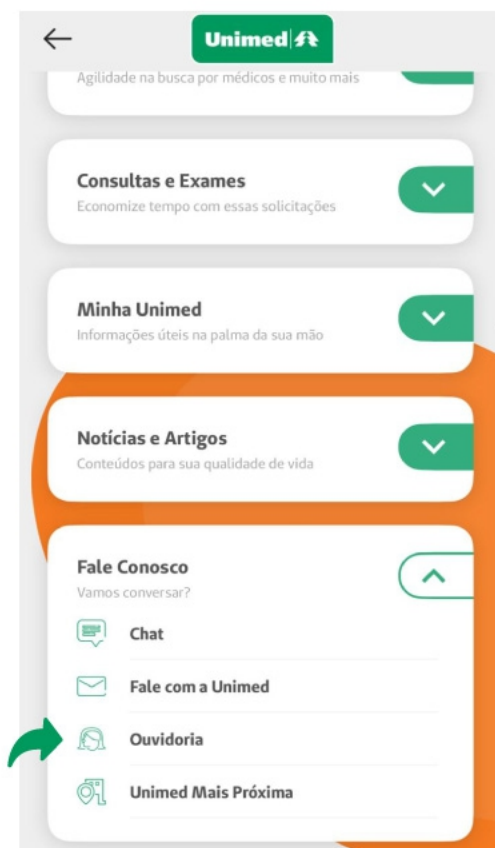 Unimed
Agilidade na busca por médicos e muito mais
Consultas e Exames
Economize tempo com essas solicitações
Minha Unimed
Informações úteis na palma da sua mão
Notícias e Artigos
Conteúdos para sua qualidade de vida
Fale Conosco
Vamos conversar?
Chat
Fale com a Unimed
Ouvidoria
Unimed Mais Próxima